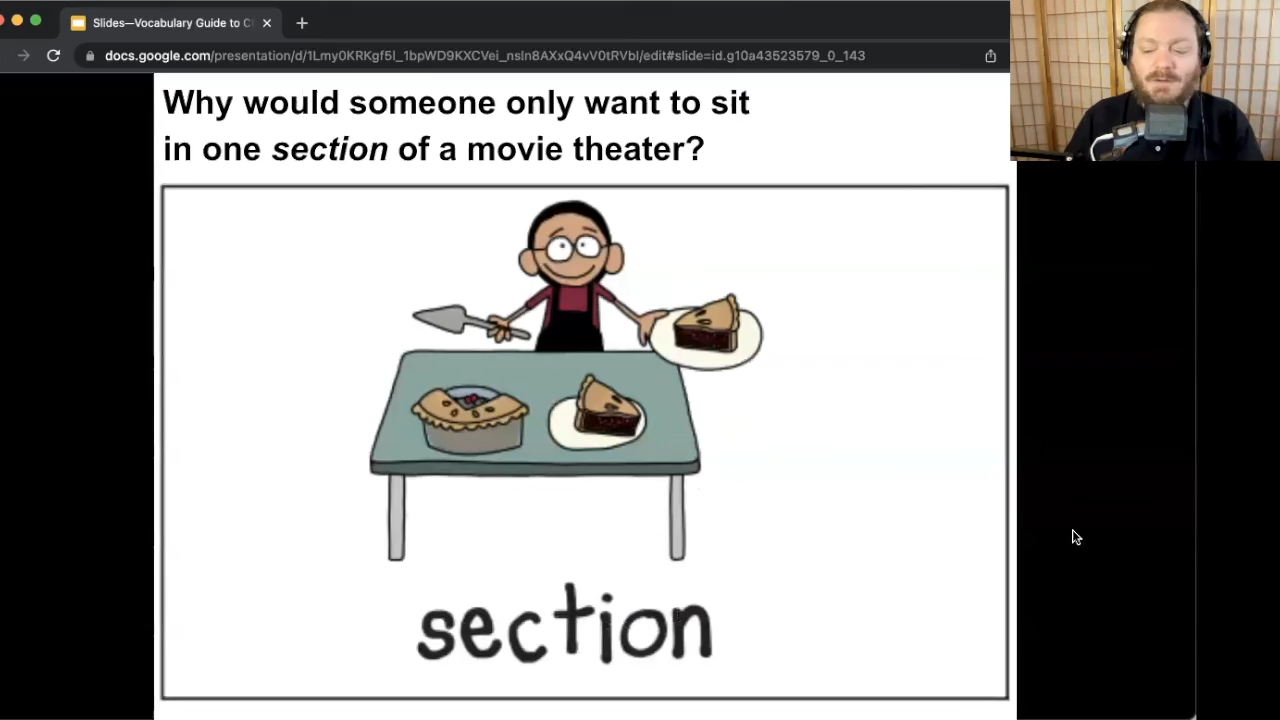 Slides—Vocabulary Guide to C
docs.google.com/presentation/d/1Lmy0KRKgf5l_1bpWD9KXCVei_nsln8AXxQ4vV0tRVbl/edit#slide=id.g10a43523579_0_143
Why would someone only want to sit
in one section of a movie theater?
section